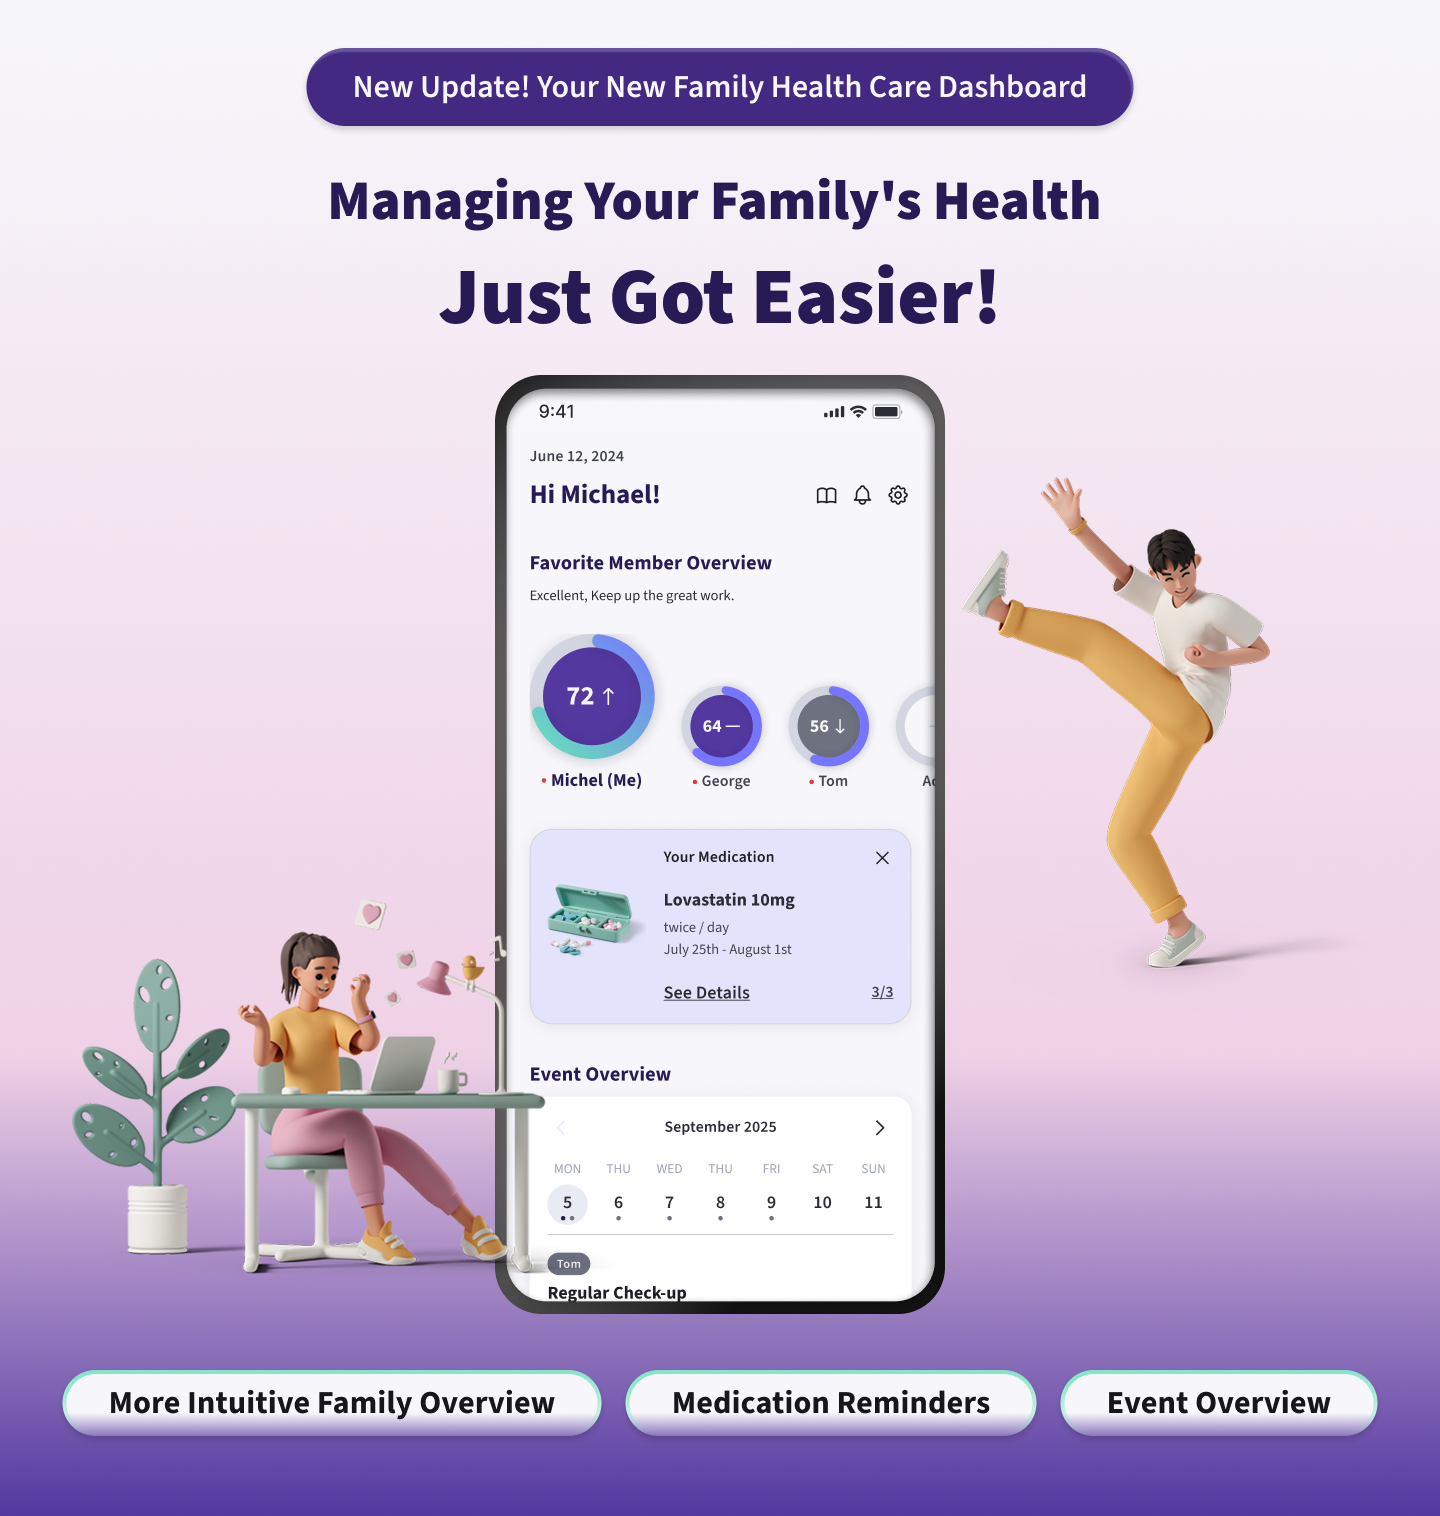 New Update! Your New Family Health Care Dashboard
Managing Your Family's Health
Just Got Easier!
9:41
June 12, 2024
Hi Michael!
Favorite Member Overview
Excellent, Keep up the great work.
72 ↑
64 —
56 ↓
• Michel (Me)
• George
• Tom
Your Medication
Lovastatin 10mg
twice / day
July 25th - August 1st
See Details
3/3
Event Overview
September 2025
MON THU WED THU FRI SAT SUN
5 6 7 8 9 10 11
Tom
Regular Check-up
More Intuitive Family Overview
Medication Reminders
Event Overview